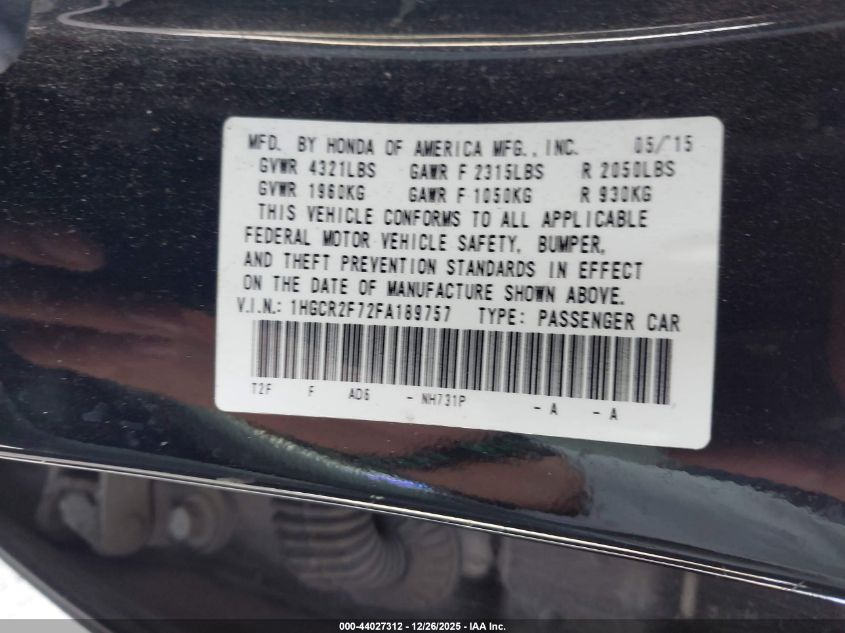 MFD. BY HONDA OF AMERICA MFG., INC. 05/15
GVWR 4321LBS GAWR F 2315LBS R 2050LBS
GVWR 1960KG GAWR F 1050KG R 930KG
THIS VEHICLE CONFORMS TO ALL APPLICABLE
FEDERAL MOTOR VEHICLE SAFETY, BUMPER,
AND THEFT PREVENTION STANDARDS IN EFFECT
ON THE DATE OF MANUFACTURE SHOWN ABOVE.
V.I.N.: 1HGCR2F72FA189757 TYPE: PASSENGER CAR
T2F F AD6 - NH731P - A - A
000-44027312 - 12/26/2025 - IAA Inc.